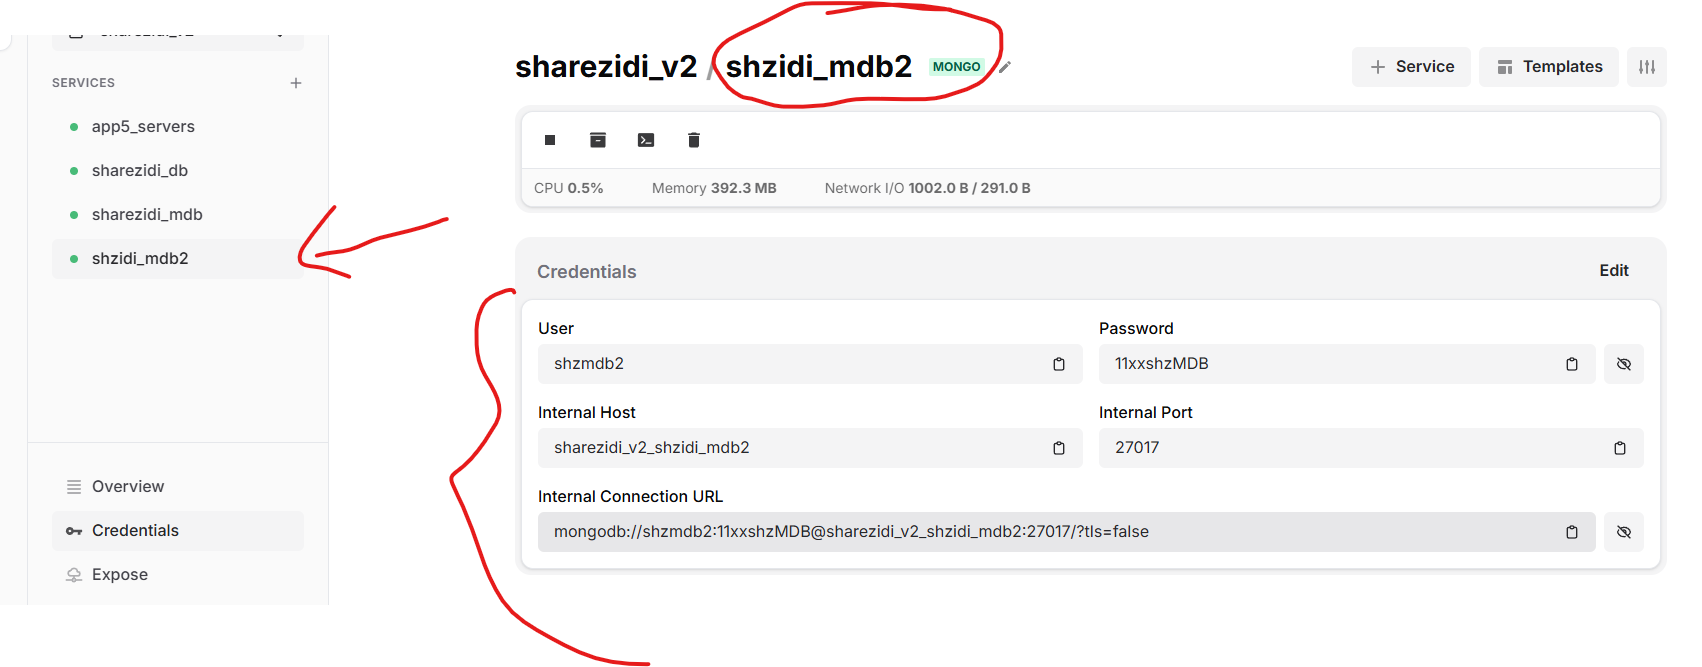 SERVICES
app5_servers
sharezidi_db
sharezidi_mdb
shzidi_mdb2
Overview
Credentials
Expose
sharezidi_v2 / shzidi_mdb2 MONGO
Service
Templates
CPU 0.5% Memory 392.3 MB Network I/O 1002.0 B / 291.0 B
Credentials
Edit
User
shzmdb2
Password
11xxshzMDB
Internal Host
sharezidi_v2_shzidi_mdb2
Internal Port
27017
Internal Connection URL
mongodb://shzmdb2:11xxshzMDB@sharezidi_v2_shzidi_mdb2:27017/?tls=false